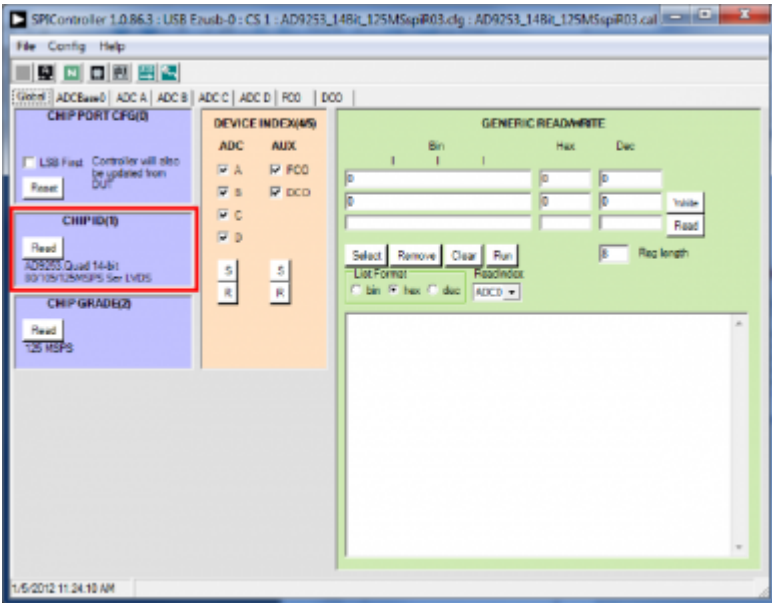 SPIController 1.0.86.3 : USB Ezusb-0 : CS 1 : AD9253_14Bit_125MSspiR03.cfg : AD9253_14Bit_125MSspiR03.cal
File Config Help
Global ADCBase0 ADC A ADC B ADC C ADC D FCO DCO
CHIP PORT CFG(0)
LSB First
Controller will also be updated from DUT
Reset
CHIP ID(1)
Read
AD9253 Quad 14-bit
80/105/125MSPS Ser LVDS
CHIP GRADE(2)
Read
125 MSPS
DEVICE INDEX(4/5)
ADC AUX
A FCO
B DCO
C
D
S S
R R
GENERIC READ/WRITE
Bin Hex Dec
0 0 0
0 0 0 Write
Read
Select Remove Clear Run 8 Reg length
List Format ReadIndex
bin hex dec ADC0
1/5/2012 11:24:10 AM